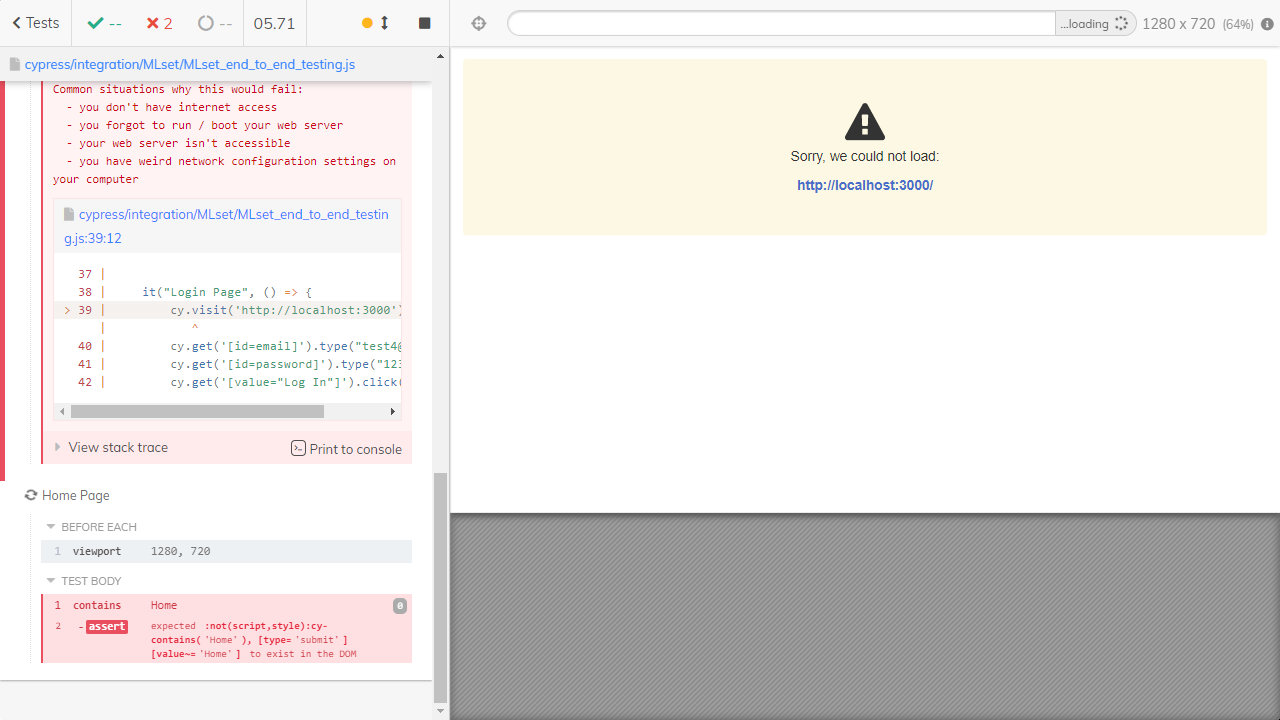 Tests
--
2
--
05.71
...loading
1280 x 720 (64%)
cypress/integration/MLset/MLset_end_to_end_testing.js
Common situations why this would fail:
- you don't have internet access
- you forgot to run / boot your web server
- your web server isn't accessible
- you have weird network configuration settings on
your computer
cypress/integration/MLset/MLset_end_to_end_testin
g.js:39:12
37 |
38 | it("Login Page", () => {
> 39 | cy.visit('http://localhost:3000')
| ^
40 | cy.get('[id=email]').type("test4@
41 | cy.get('[id=password]').type("123
42 | cy.get('[value="Log In"]').click(
View stack trace
Print to console
Home Page
BEFORE EACH
1 viewport 1280, 720
TEST BODY
1 contains Home 0
2 -assert expected :not(script,style):cy-
contains('Home'), [type='submit']
[value~='Home'] to exist in the DOM
Sorry, we could not load:
http://localhost:3000/